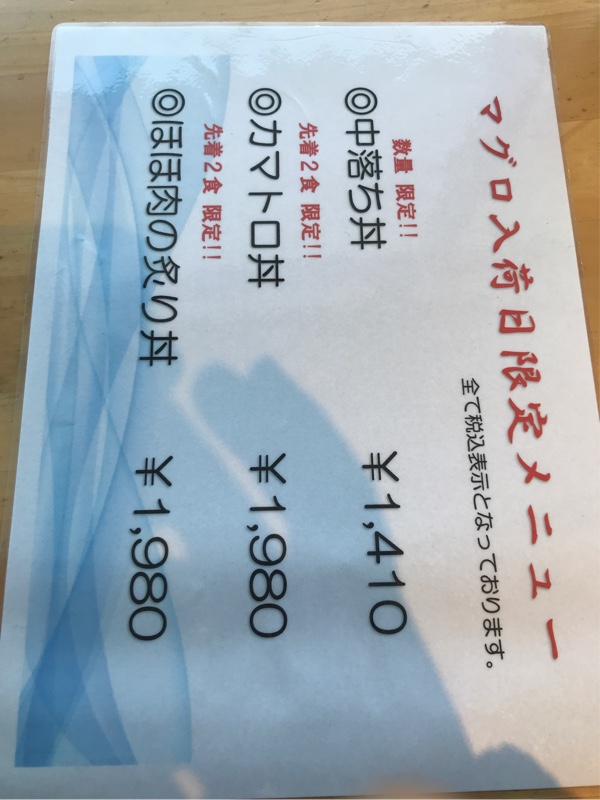 マグロ入荷日限定メニュー
全て税込表示となっております。
数量 限定!!
◎中落ち丼 ¥1,410
先着2食 限定!!
◎カマトロ丼 ¥1,980
先着2食 限定!!
◎ほほ肉の炙り丼 ¥1,980